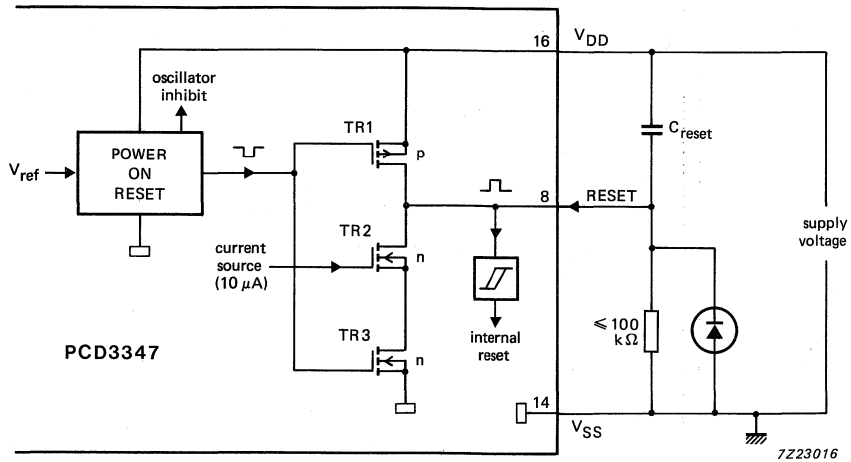 16
V_DD
oscillator
inhibit
TR1
p
C_reset
POWER
ON
RESET
V_ref
8
RESET
TR2
n
current
source
(10 μA)
supply
voltage
TR3
n
internal
reset
≤ 100
kΩ
PCD3347
14
V_SS
7Z23016